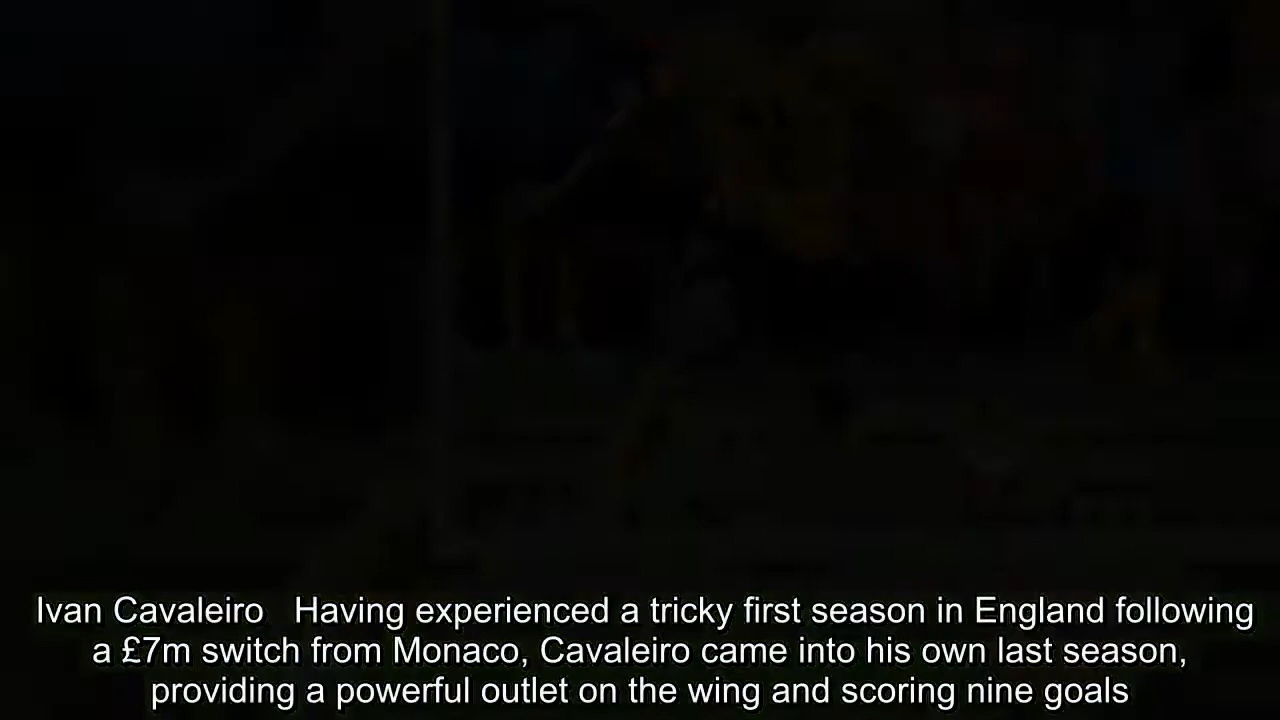 Ivan Cavaleiro   Having experienced a tricky first season in England following
a £7m switch from Monaco, Cavaleiro came into his own last season,
providing a powerful outlet on the wing and scoring nine goals